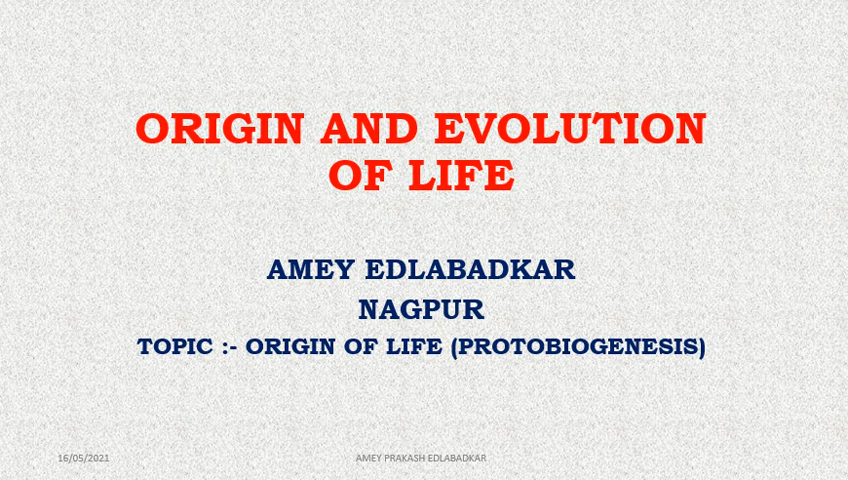 ORIGIN AND EVOLUTION
OF LIFE
AMEY EDLABADKAR
NAGPUR
TOPIC :- ORIGIN OF LIFE (PROTOBIOGENESIS)
16/05/2021
AMEY PRAKASH EDLABADKAR